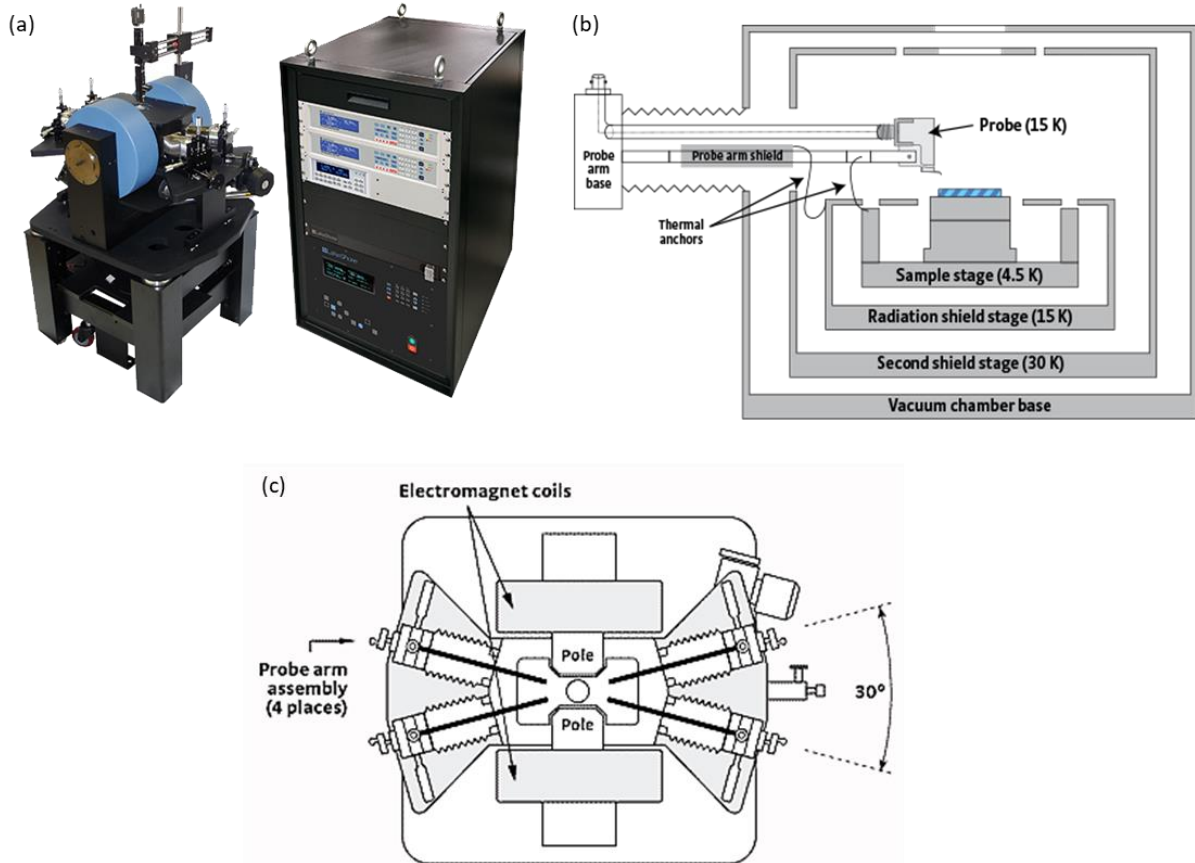 (a)
(b)
Probe (15 K)
Probe
arm
base
Probe arm shield
Thermal
anchors
Sample stage (4.5 K)
Radiation shield stage (15 K)
Second shield stage (30 K)
Vacuum chamber base
(c)
Electromagnet coils
Pole
Probe arm
assembly
(4 places)
30°
Pole